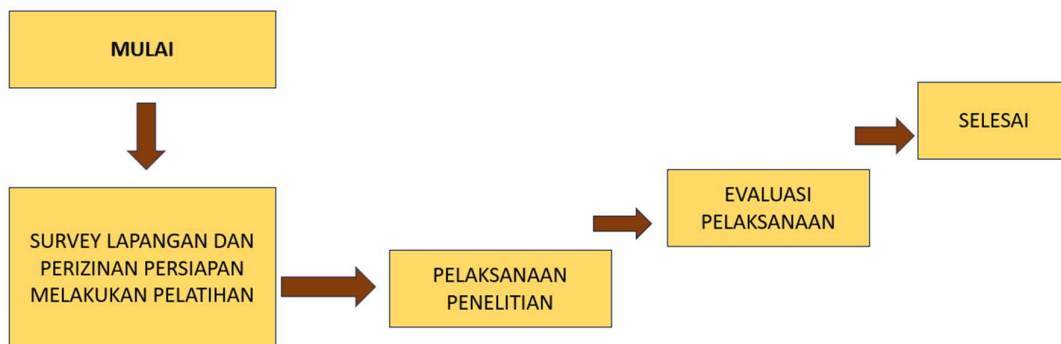 MULAI
SURVEY LAPANGAN DAN
PERIZINAN PERSIAPAN
MELAKUKAN PELATIHAN
PELAKSANAAN
PENELITIAN
EVALUASI
PELAKSANAAN
SELESAI